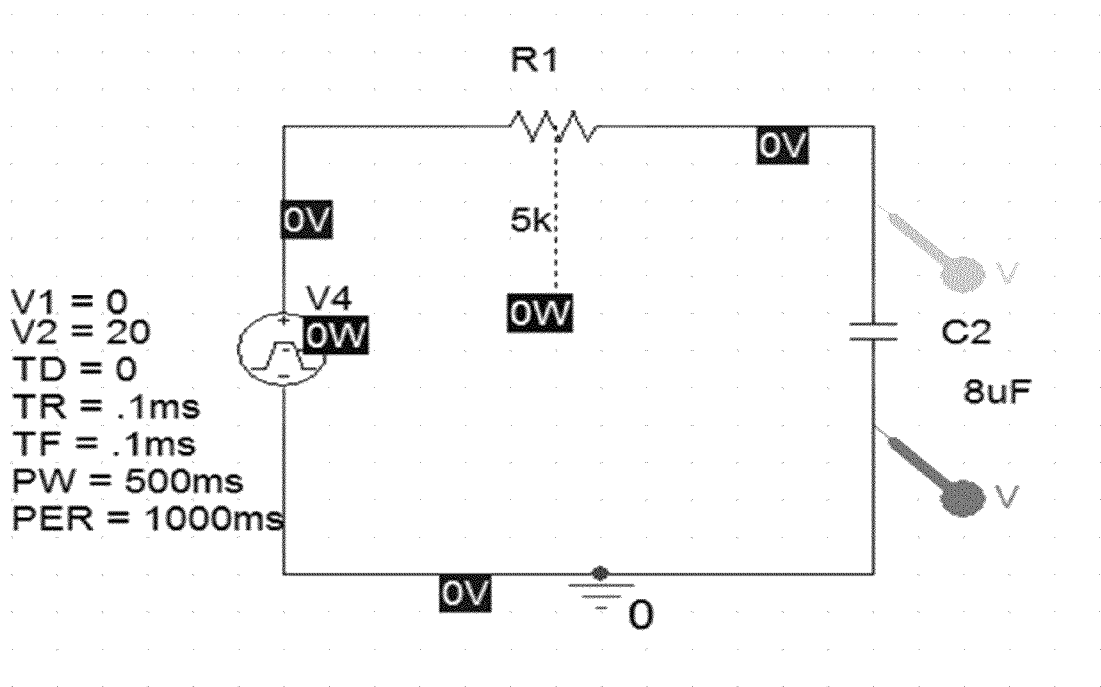 R1
0V
0V
5k
V1 = 0
V2 = 20
TD = 0
TR = .1ms
TF = .1ms
PW = 500ms
PER = 1000ms
V4
0W
0W
V
C2
8uF
V
0V
0